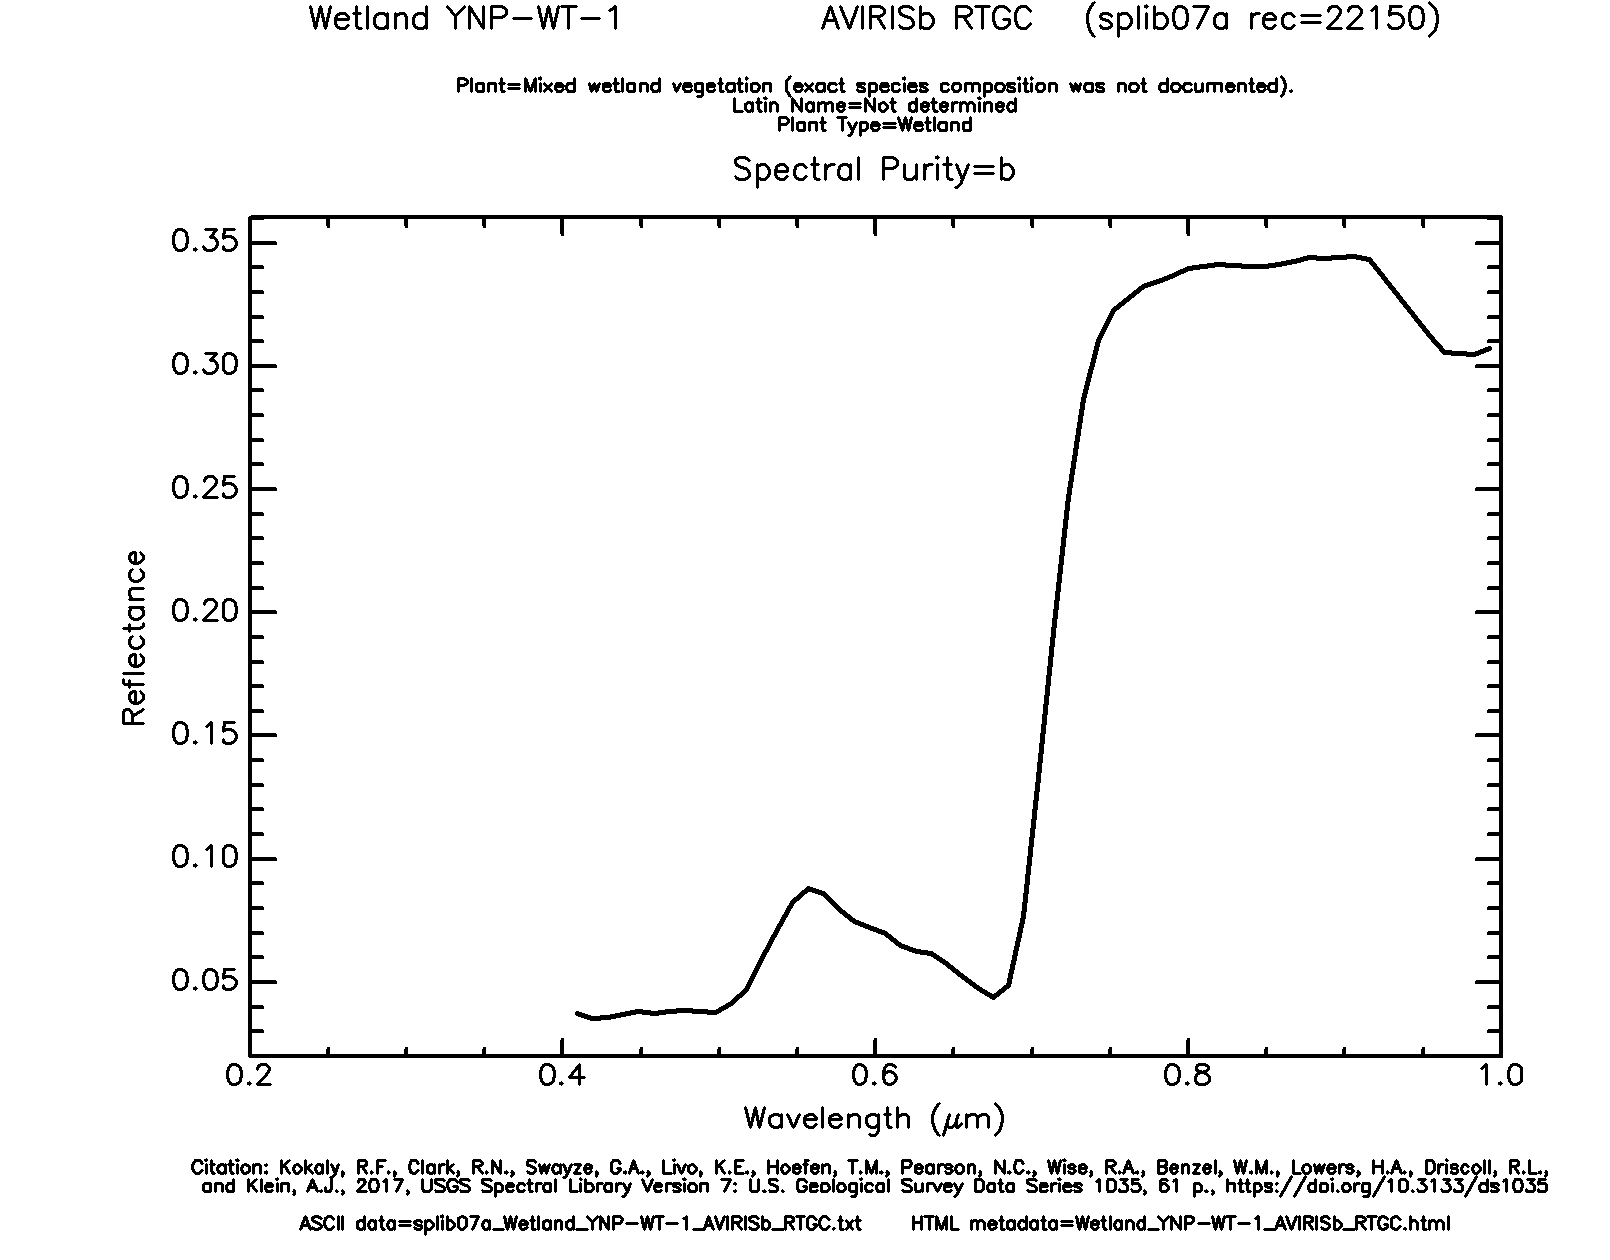 Wetland YNP-WT-1 AVIRISb RTGC (splib07a rec=22150)
Plant=Mixed wetland vegetation (exact species composition was not documented).
Latin Name=Not determined
Plant Type=Wetland
Spectral Purity=b
0.35
0.30
0.25
0.20
0.15
0.10
0.05
Reflectance
0.2 0.4 0.6 0.8 1.0
Wavelength (μm)
Citation: Kokaly, R.F., Clark, R.N., Swayze, G.A., Livo, K.E., Hoefen, T.M., Pearson, N.C., Wise, R.A., Benzel, W.M., Lowers, H.A., Driscoll, R.L.,
and Klein, A.J., 2017, USGS Spectral Library Version 7: U.S. Geological Survey Data Series 1035, 61 p., https://doi.org/10.3133/ds1035
ASCII data=splib07a_Wetland_YNP-WT-1_AVIRISb_RTGC.txt HTML metadata=Wetland_YNP-WT-1_AVIRISb_RTGC.html